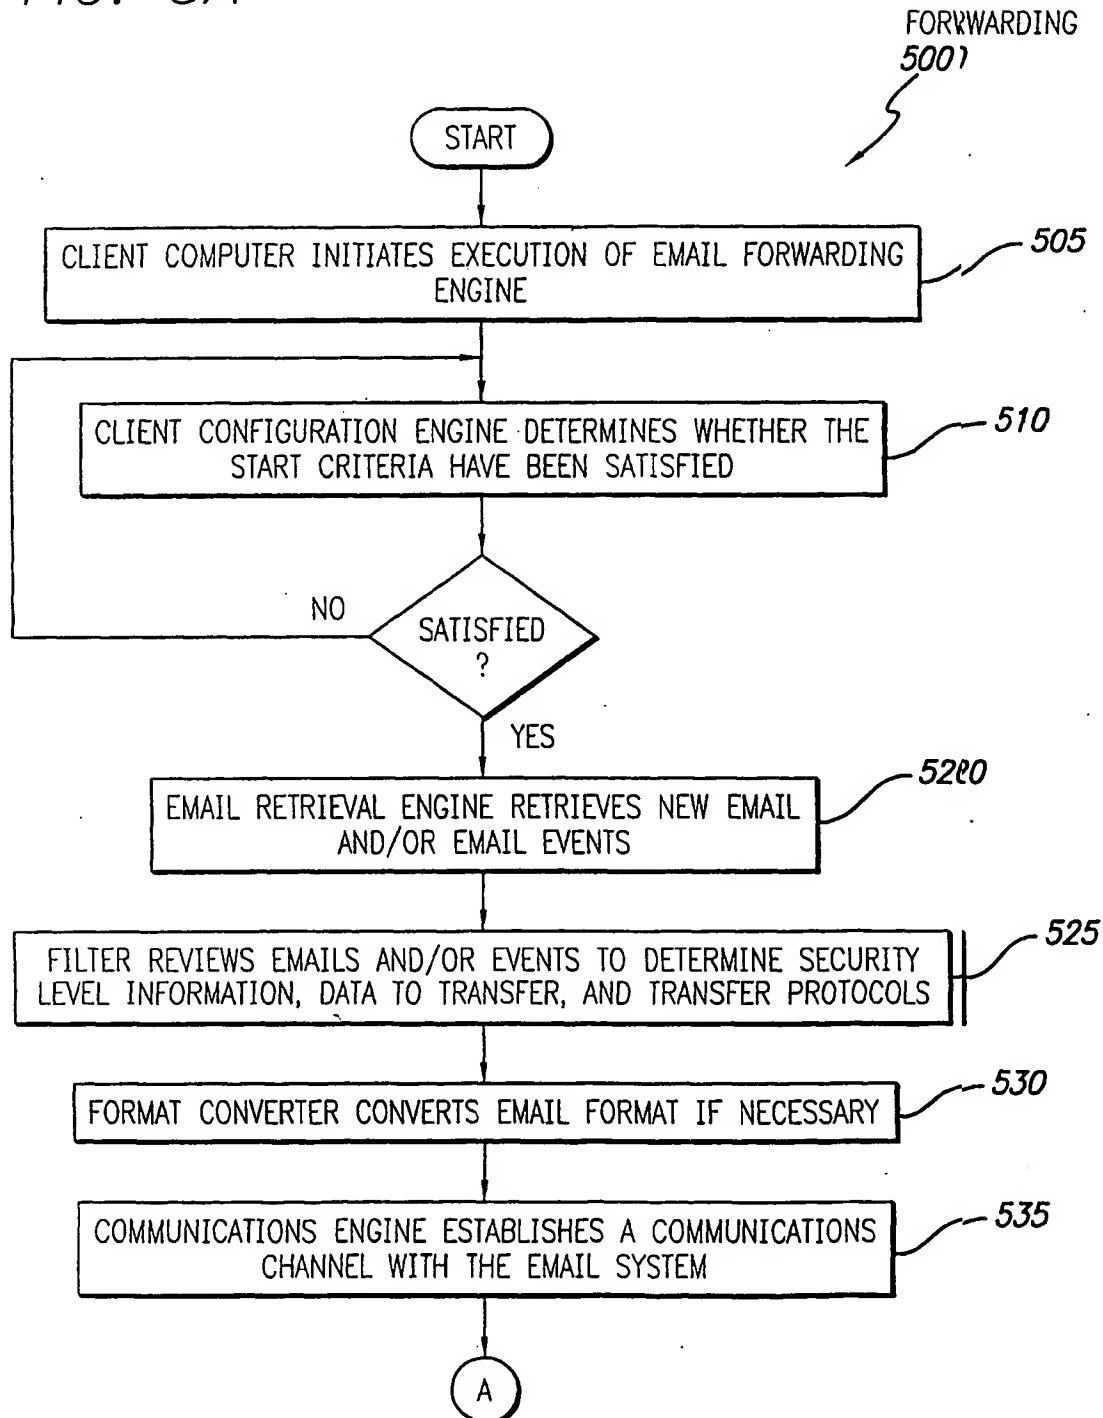 FORWARDING
5001
START
CLIENT COMPUTER INITIATES EXECUTION OF EMAIL FORWARDING
ENGINE
505
CLIENT CONFIGURATION ENGINE DETERMINES WHETHER THE
START CRITERIA HAVE BEEN SATISFIED
510
NO
SATISFIED
?
YES
EMAIL RETRIEVAL ENGINE RETRIEVES NEW EMAIL
AND/OR EMAIL EVENTS
FILTER REVIEWS EMAILS AND/OR EVENTS TO DETERMINE SECURITY
LEVEL INFORMATION, DATA TO TRANSFER, AND TRANSFER PROTOCOLS
525
FORMAT CONVERTER CONVERTS EMAIL FORMAT IF NECESSARY
530
COMMUNICATIONS ENGINE ESTABLISHES A COMMUNICATIONS
CHANNEL WITH THE EMAIL SYSTEM
535
A